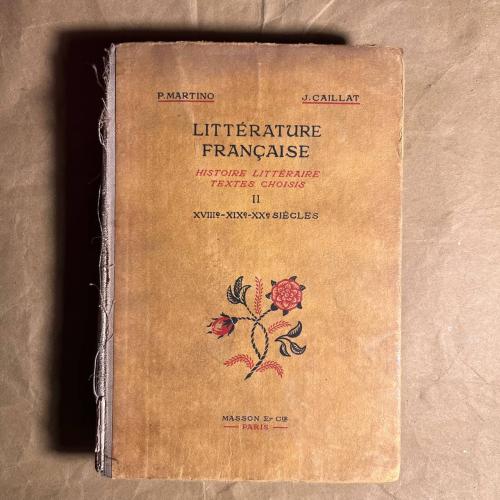 P. MARTINO J. CAILLAT
LITTÉRATURE
FRANÇAISE
HISTOIRE LITTÉRAIRE
TEXTES CHOISIS
II
XVIIIe-XIXe-XXe SIÈCLES
MASSON Et Cie
PARIS